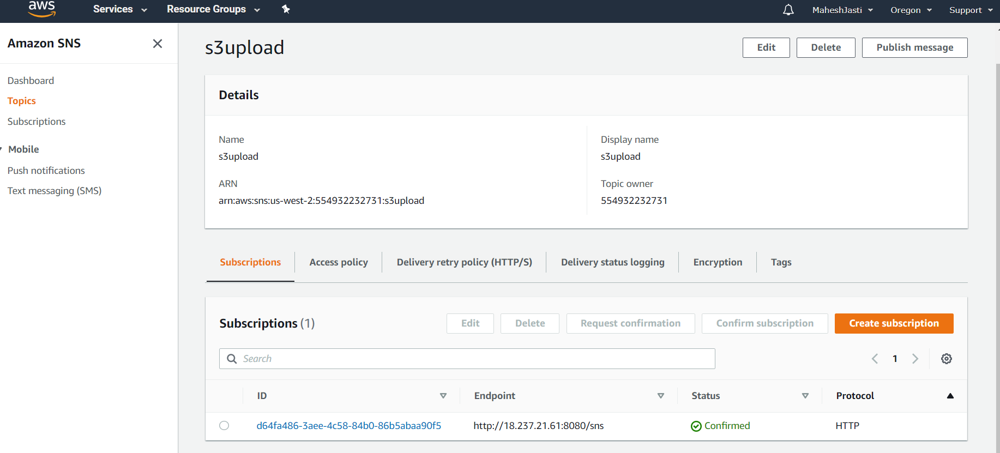 aws Services Resource Groups MaheshJasti Oregon Support
Amazon SNS
Dashboard
Topics
Subscriptions
Mobile
Push notifications
Text messaging (SMS)
s3upload
Edit Delete Publish message
Details
Name
s3upload
Display name
s3upload
ARN
arn:aws:sns:us-west-2:554932232731:s3upload
Topic owner
554932232731
Subscriptions Access policy Delivery retry policy (HTTP/S) Delivery status logging Encryption Tags
Subscriptions (1) Edit Delete Request confirmation Confirm subscription Create subscription
Search 1
ID Endpoint Status Protocol
d64fa486-3aee-4c58-84b0-86b5abaa90f5 http://18.237.21.61:8080/sns Confirmed HTTP